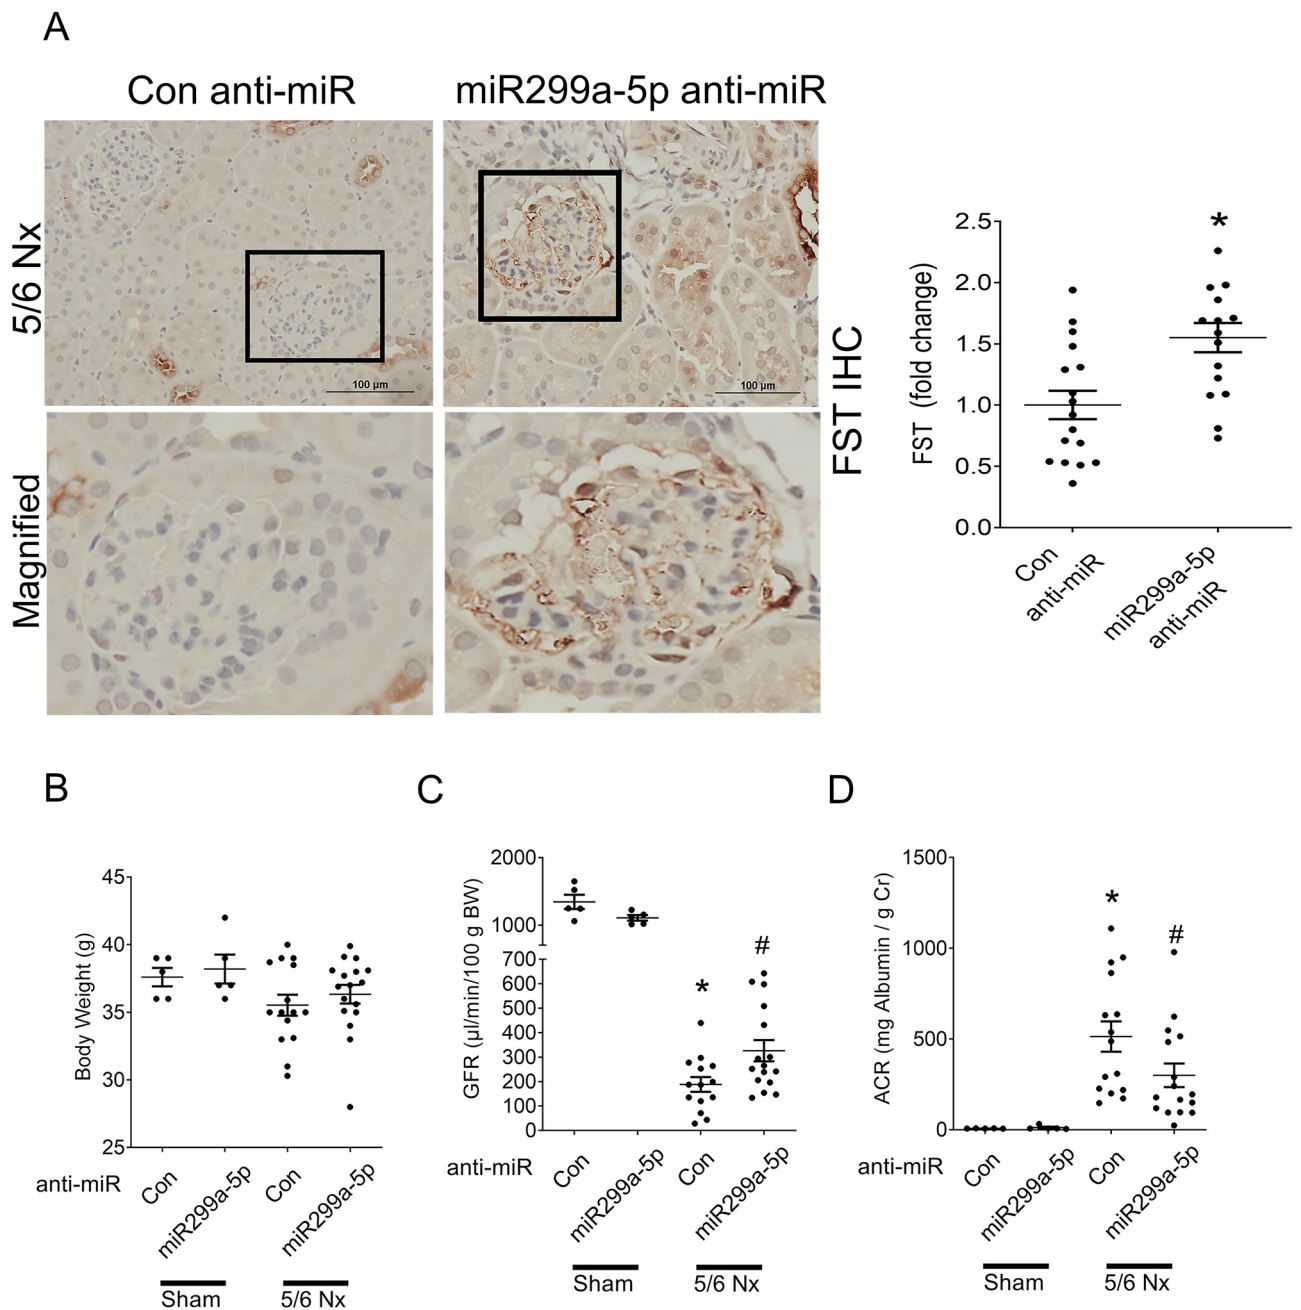 A
Con anti-miR
miR299a-5p anti-miR
5/6 Nx
100 µm
100 µm
Magnified
FST IHC
FST (fold change)
2.5
2.0
1.5
1.0
0.5
0.0
*
Con
anti-miR
miR299a-5p
anti-miR
B
Body Weight (g)
45
40
35
30
25
anti-miR
Con
miR299a-5p
Con
miR299a-5p
Sham
5/6 Nx
C
GFR (µl/min/100 g BW)
2000
1000
700
600
500
400
300
200
100
0
*
#
anti-miR
Con
miR299a-5p
Con
miR299a-5p
Sham
5/6 Nx
D
ACR (mg Albumin / g Cr)
1500
1000
500
0
*
#
anti-miR
Con
miR299a-5p
Con
miR299a-5p
Sham
5/6 Nx